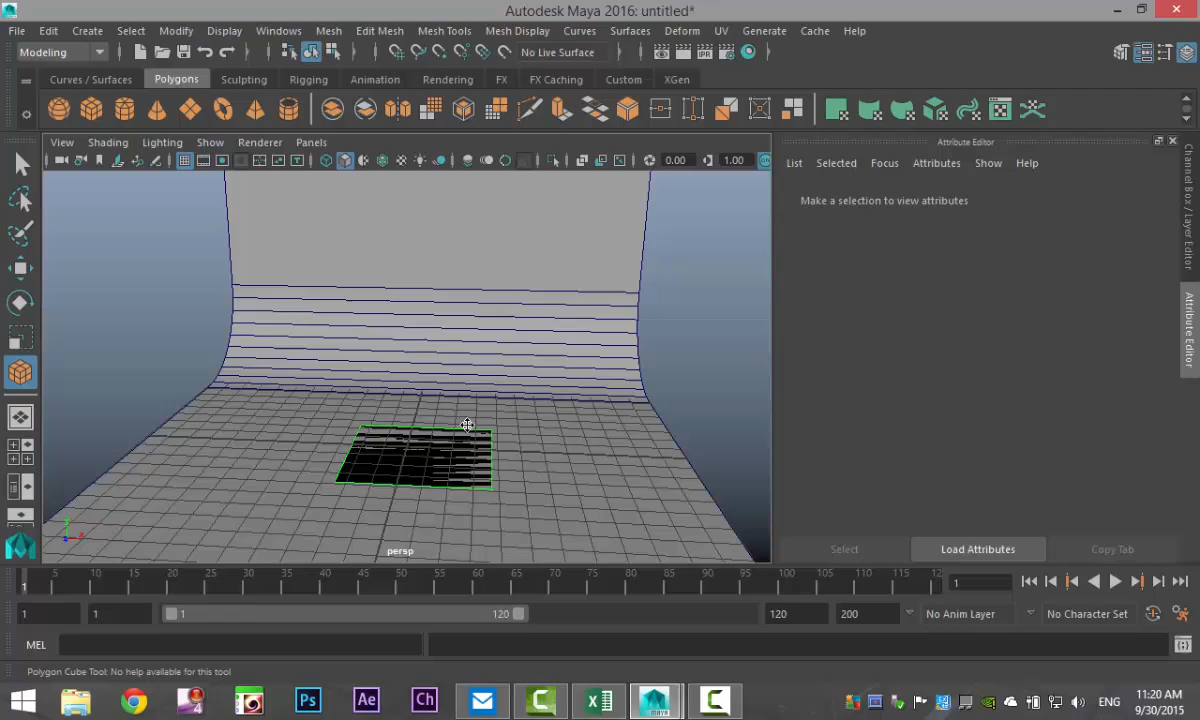 Autodesk Maya 2016: untitled*
File Edit Create Select Modify Display Windows Mesh Edit Mesh Mesh Tools Mesh Display Curves Surfaces Deform UV Generate Cache Help
Modeling No Live Surface
Curves / Surfaces Polygons Sculpting Rigging Animation Rendering FX FX Caching Custom XGen
View Shading Lighting Show Renderer Panels
0.00 1.00
Attribute Editor
List Selected Focus Attributes Show Help
Make a selection to view attributes
Channel Box / Layer Editor
Attribute Editor
persp
Select Load Attributes Copy Tab
1 5 10 15 20 25 30 35 40 45 50 55 60 65 70 75 80 85 90 95 100 105 110 115 12 1
1 1 1 120 120 200 No Anim Layer No Character Set
MEL
Polygon Cube Tool: No help available for this tool
4 Ps Ae Ch C X C ENG
11:20 AM
9/30/2015